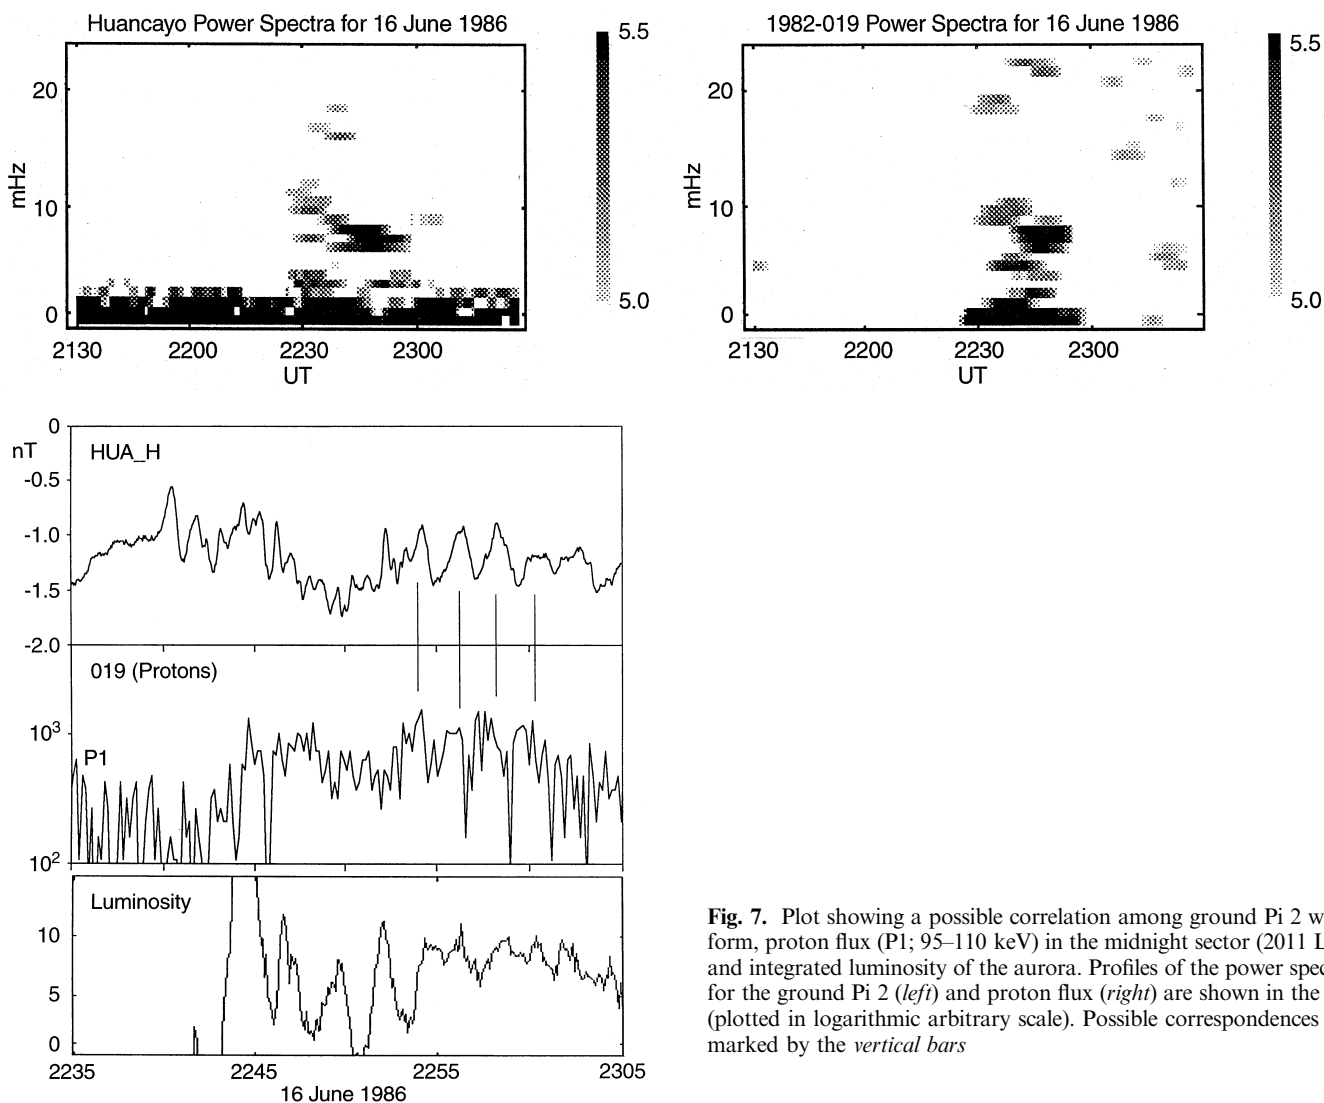 Huancayo Power Spectra for 16 June 1986
5.5
20
mHz
10
0
5.0
2130 2200 2230 2300
UT
1982-019 Power Spectra for 16 June 1986
5.5
20
mHz
10
0
5.0
2130 2200 2230 2300
UT
0
nT
HUA_H
-0.5
-1.0
-1.5
-2.0
019 (Protons)
10³
P1
10²
Luminosity
10
5
0
2235 2245 2255 2305
16 June 1986
Fig. 7. Plot showing a possible correlation among ground Pi 2 w
form, proton flux (P1; 95–110 keV) in the midnight sector (2011 L
and integrated luminosity of the aurora. Profiles of the power spec
for the ground Pi 2 (left) and proton flux (right) are shown in the
(plotted in logarithmic arbitrary scale). Possible correspondences
marked by the vertical bars